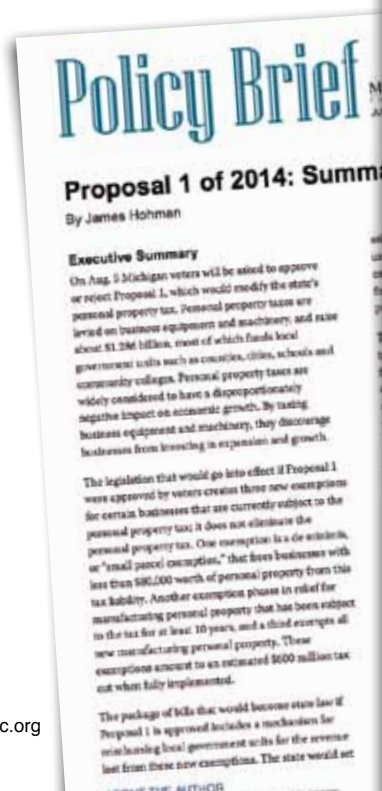 Policy Brief
Proposal 1 of 2014: Summa
By James Hohman
Executive Summary
On Aug. 5 Michigan voters will be asked to approve
or reject Proposal 1, which would modify the state's
personal property tax. Personal property taxes are
levied on business equipment and machinery, and raise
about billion, most of which funds local
government units such as counties, cities, schools and
community colleges. Personal property taxes are
widely considered to have a disproportionately
negative impact on economic growth. By taxing
business equipment and machinery, they discourage
businesses from investing in expansion and growth.
The legislation that would go into effect if Proposal 1
were approved by voters creates three new exemptions
for certain businesses that are currently subject to the
personal property tax; it does not eliminate the
personal property tax. One exemption is a de minimis,
or "small parcel exemption," that frees businesses with
less than $80,000 worth of personal property from this
tax liability. Another exemption phases in relief for
manufacturing personal property that has been subject
to the tax for at least 10 years, and a third exempts all
new manufacturing personal property. These
exemptions amount to an estimated $600 million tax
cut when fully implemented.
The package of bills that would become state law if
Proposal 1 is approved includes a mechanism for
reimbursing local government units for the revenue
lost from these new exemptions. The state would set
ABOUT THE AUTHOR
c.org